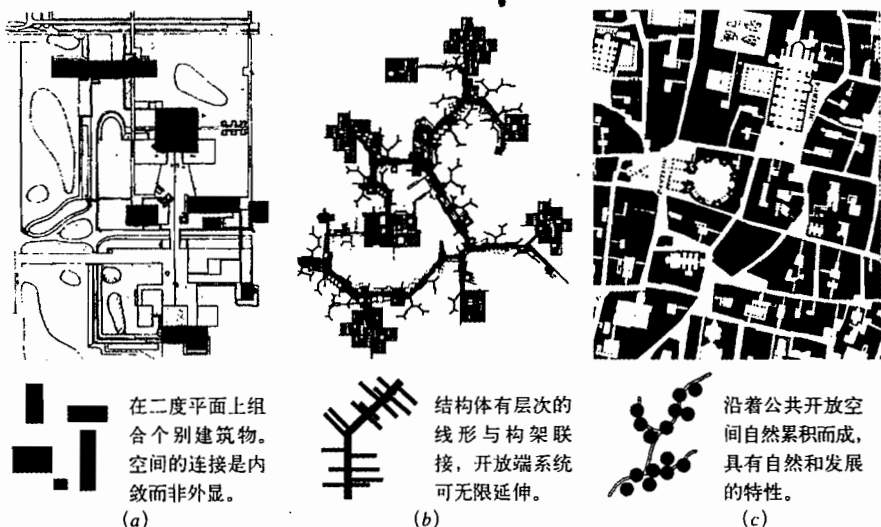 在二度平面上组
合个别建筑物。
空间的连接是内
敛而非外显。
(a)
结构体有层次的
线形与构架联
接，开放端系统
可无限延伸。
(b)
沿着公共开放空
间自然累积而成，
具有自然和发展
的特性。
(c)